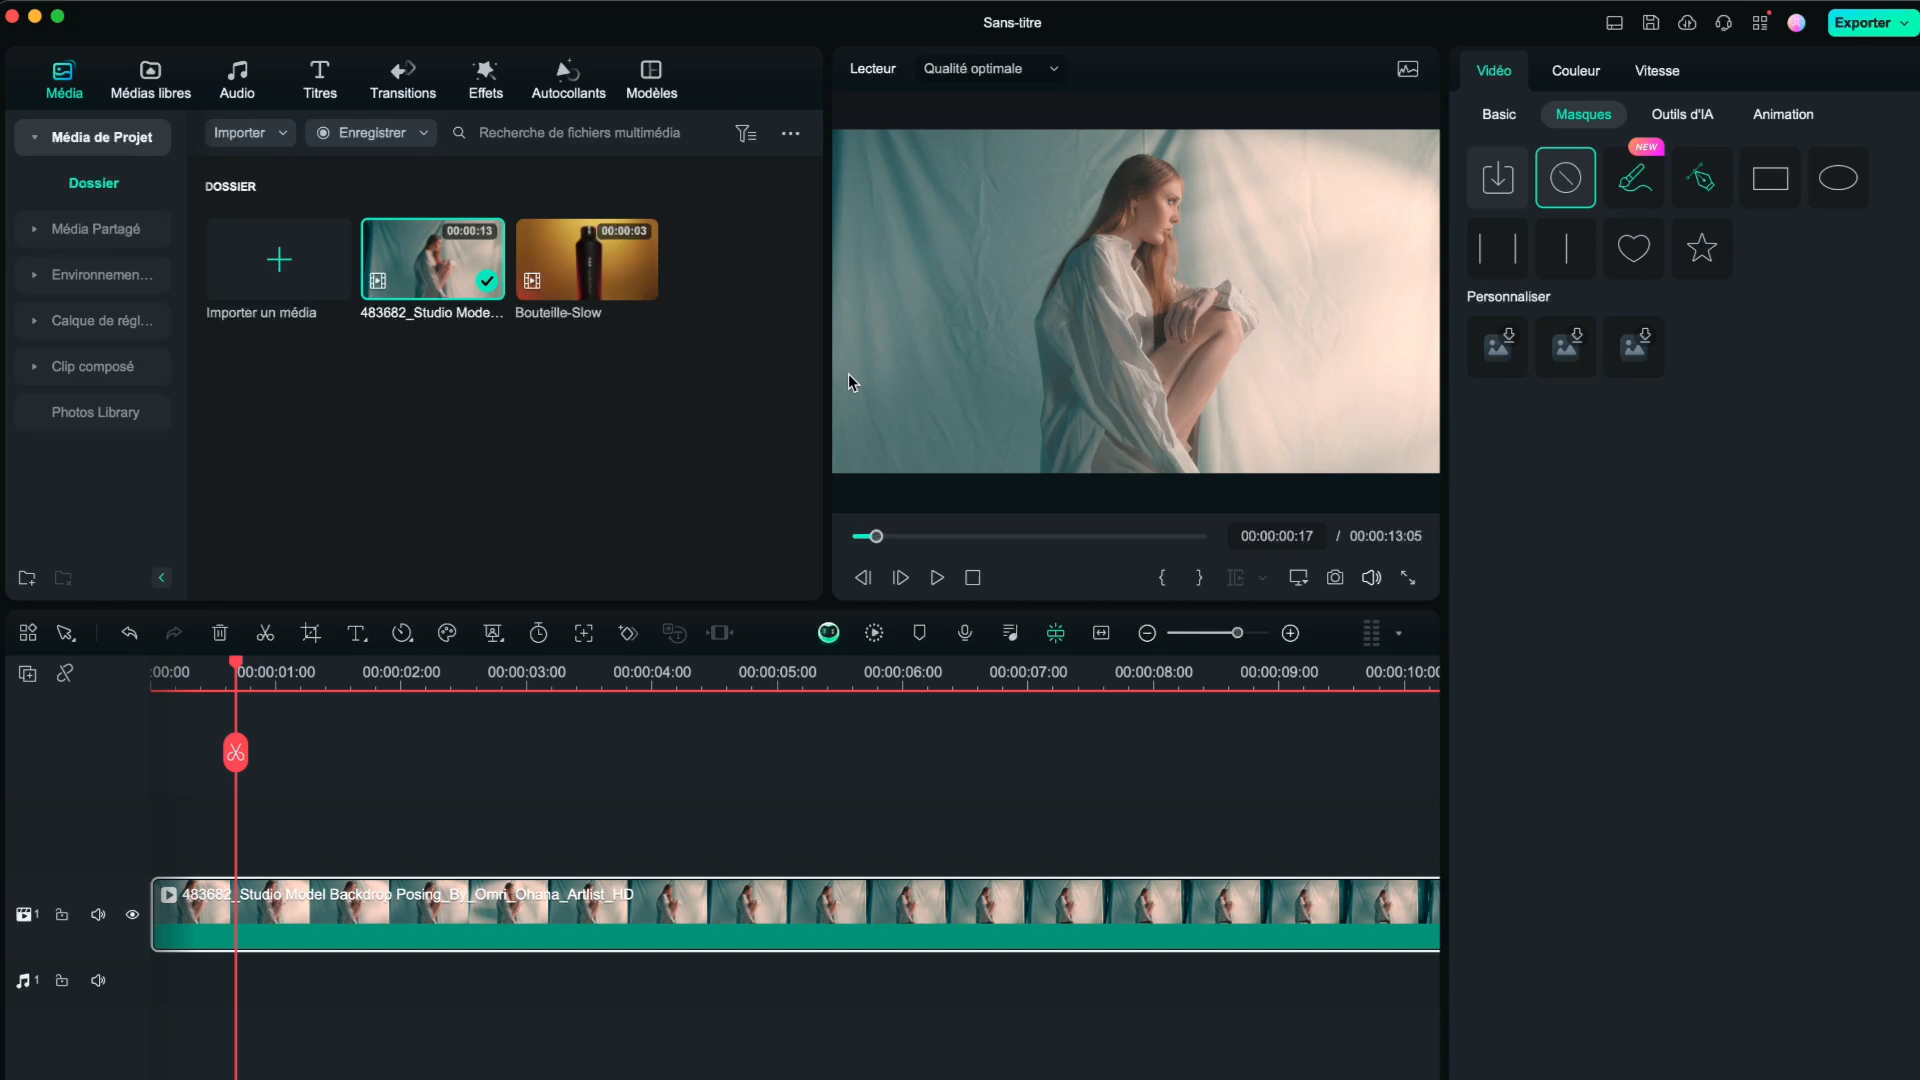 Sans-titre
Exporter
Média
Médias libres
Audio
Titres
Transitions
Effets
Autocollants
Modèles
Média de Projet
Dossier
Média Partagé
Environnemen...
Calque de régl...
Clip composé
Photos Library
Importer
Enregistrer
Recherche de fichiers multimédia
DOSSIER
00:00:13
00:00:03
Importer un média
483682_Studio Mode...
Bouteille-Slow
Lecteur
Qualité optimale
00:00:00:17 / 00:00:13:05
Vidéo
Couleur
Vitesse
Basic
Masques
Outils d'IA
Animation
NEW
Personnaliser
:00:00
00:00:01:00
00:00:02:00
00:00:03:00
00:00:04:00
00:00:05:00
00:00:06:00
00:00:07:00
00:00:08:00
00:00:09:00
00:00:10:00
483682_Studio Model Backdrop Posing_By_Omri_Ohana_Artlist_HD
1
1